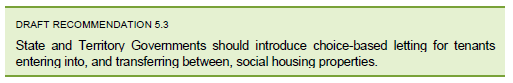 DRAFT RECOMMENDATION 5.3
State and Territory Governments should introduce choice-based letting for tenants
entering into, and transferring between, social housing properties.